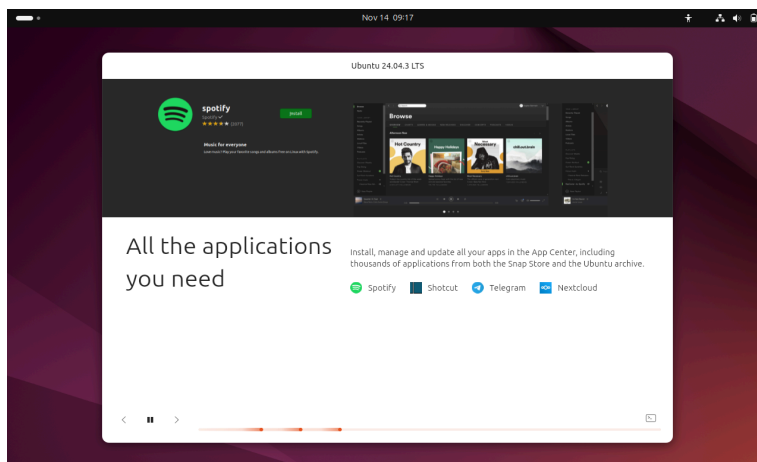 Nov 14 09:17
Ubuntu 24.04.3 LTS
spotify
Spotify
Install
Music for everyone
Browse
Hot Country
Happy Holidays
Necessary
All the applications
you need
Install, manage and update all your apps in the App Center, including
thousands of applications from both the Snap Store and the Ubuntu archive.
Spotify Shotcut Telegram Nextcloud